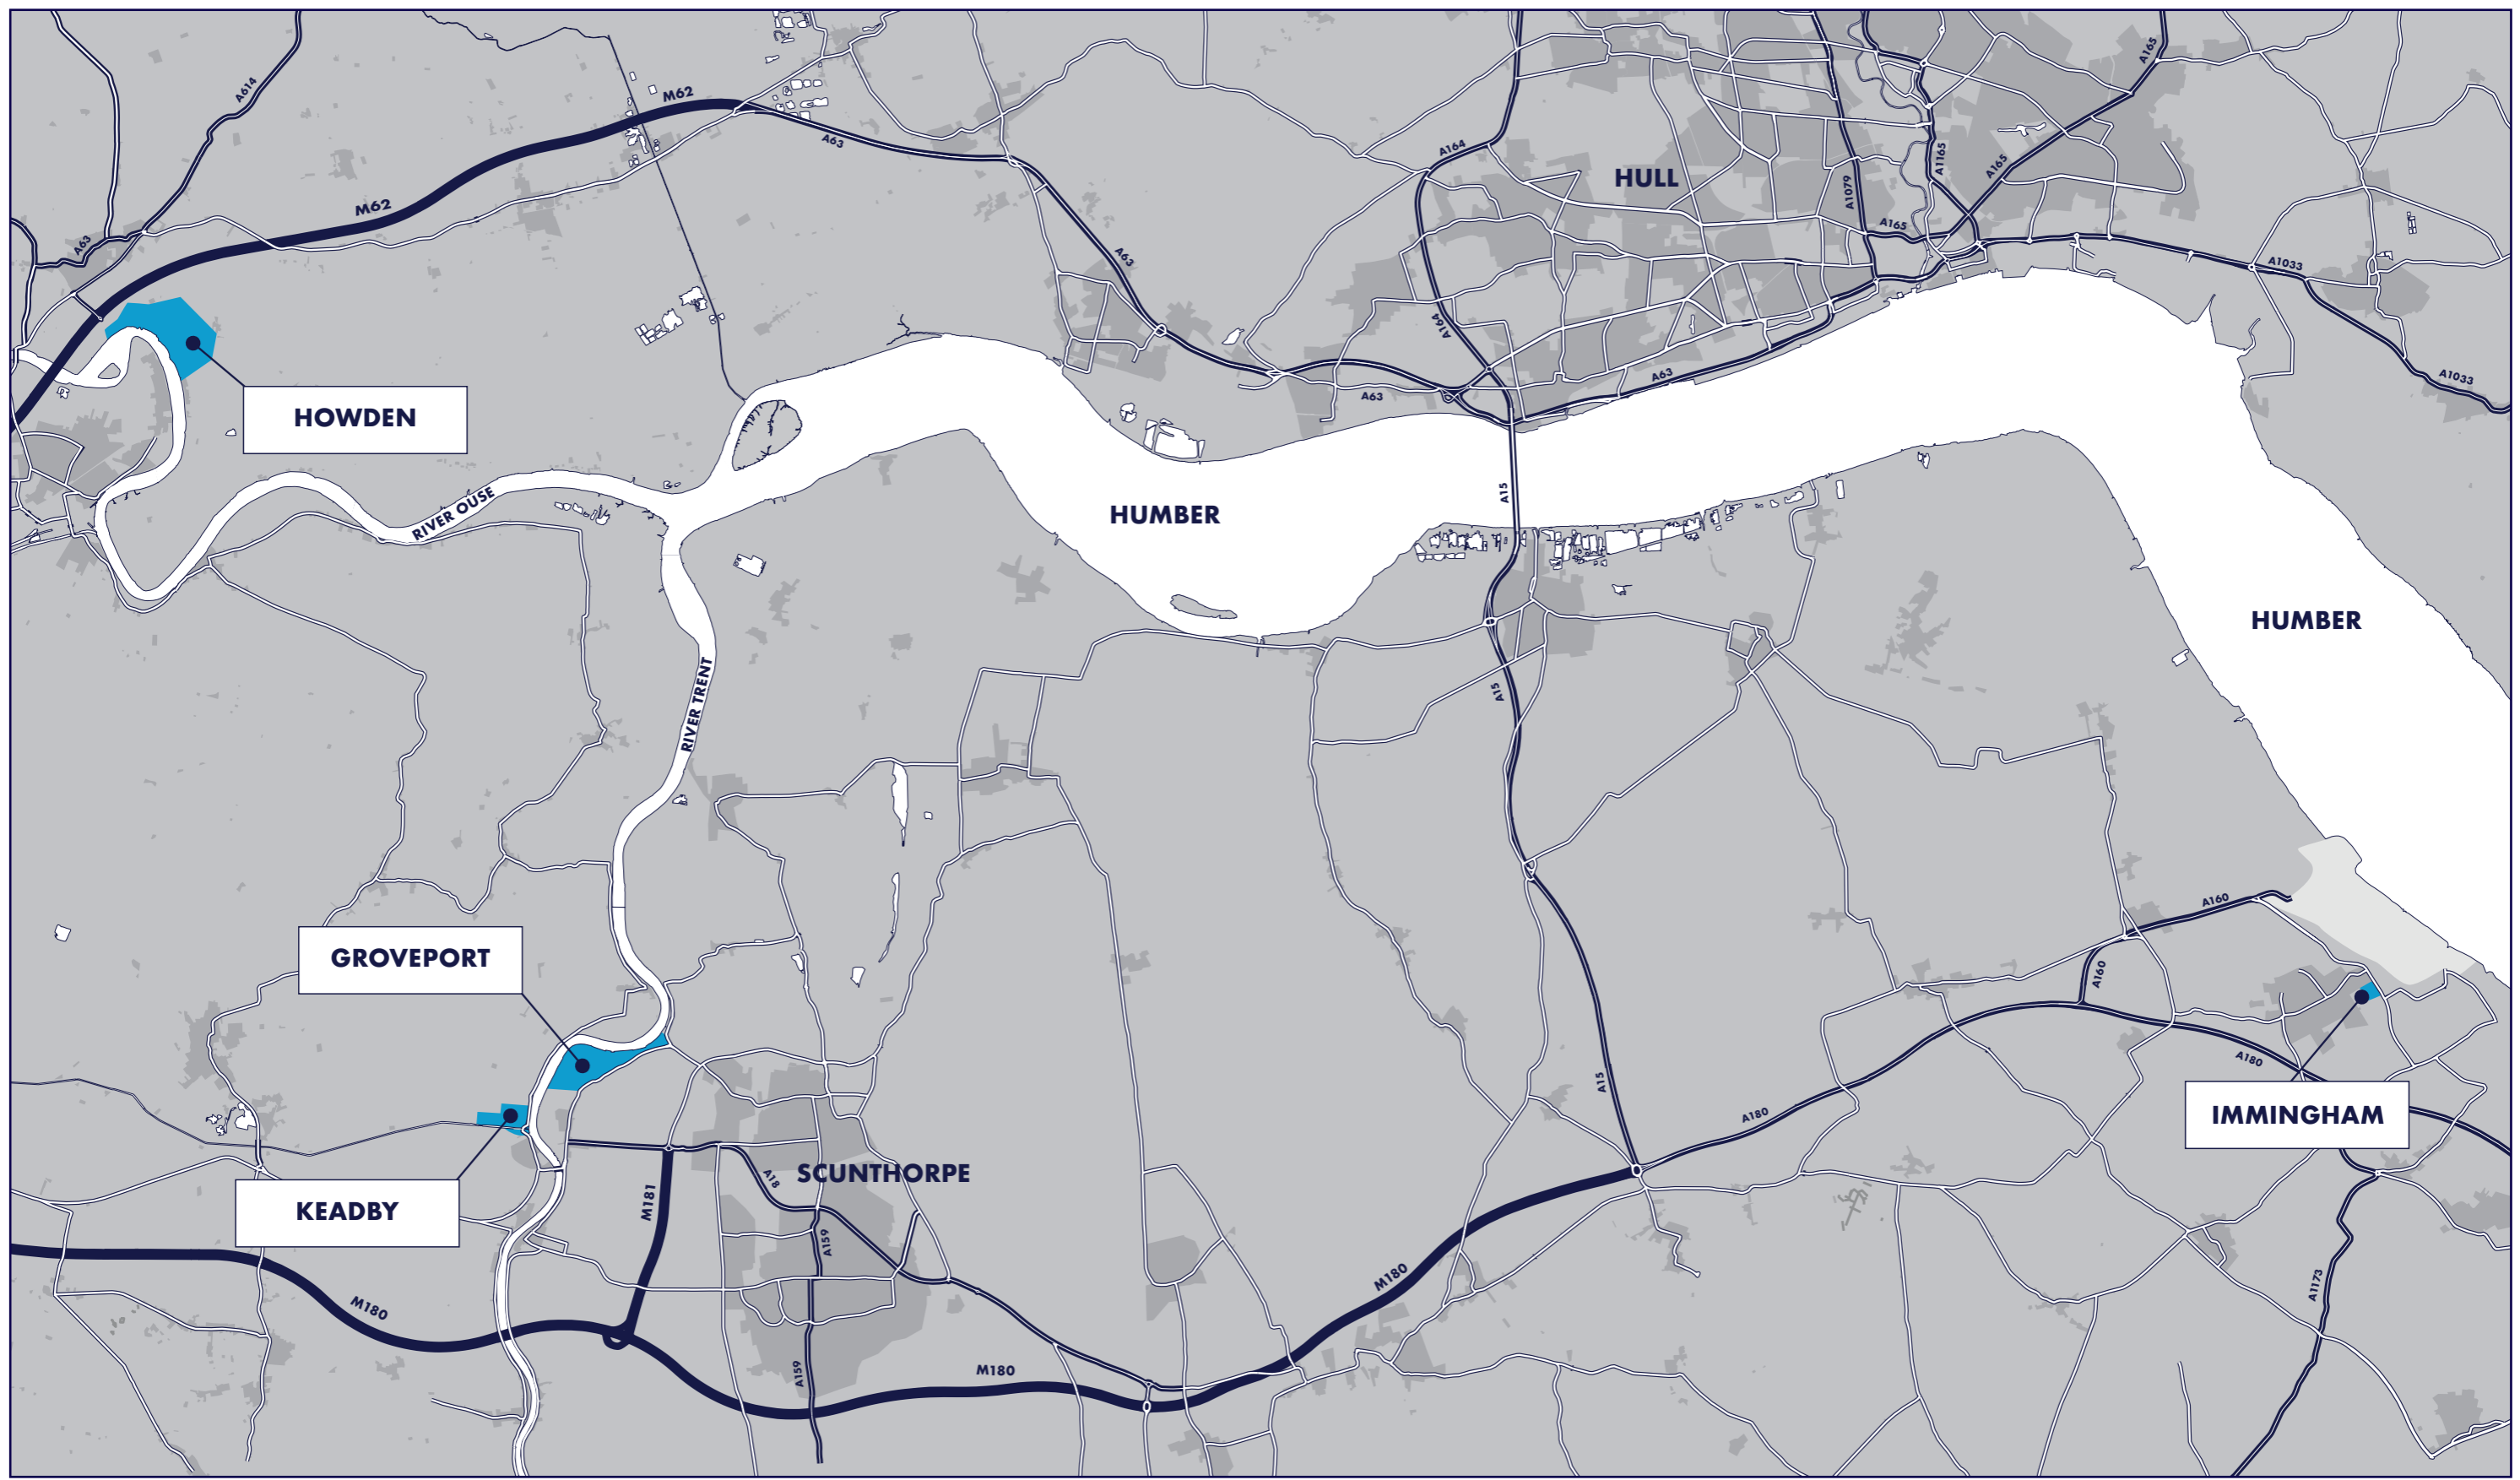 A614
M62
A63
A165
A164
HULL
A1165
A165
A1079
M62
A165
A63
A63
A1033
A164
A63
A63
A1033
HOWDEN
RIVER OUSE
A15
HUMBER
HUMBER
A15
RIVER TRENT
A160
GROVEPORT
A160
A180
A15
A180
IMMINGHAM
SCUNTHORPE
A18
M181
KEADBY
A159
M180
A1173
M180
M180
A159